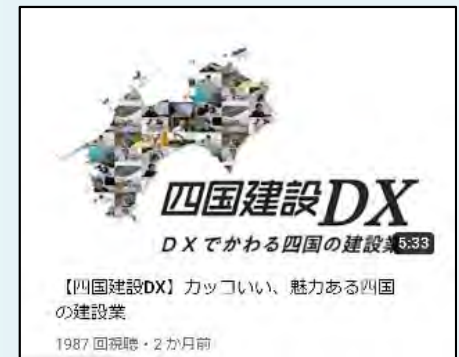 四国建設DX
DXでかわる四国の建設業
5:33
【四国建設DX】カッコいい、魅力ある四国
の建設業
1987 回視聴・2 か月前